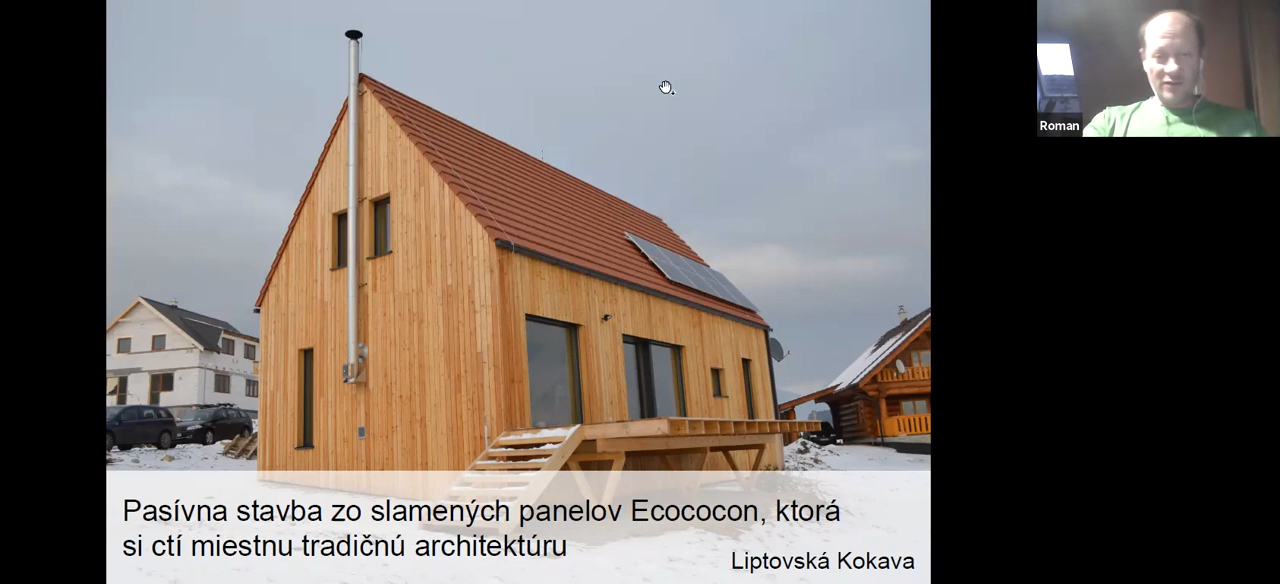 Roman
Pasívna stavba zo slamených panelov Ecococon, ktorá
si ctí miestnu tradičnú architektúru
Liptovská Kokava